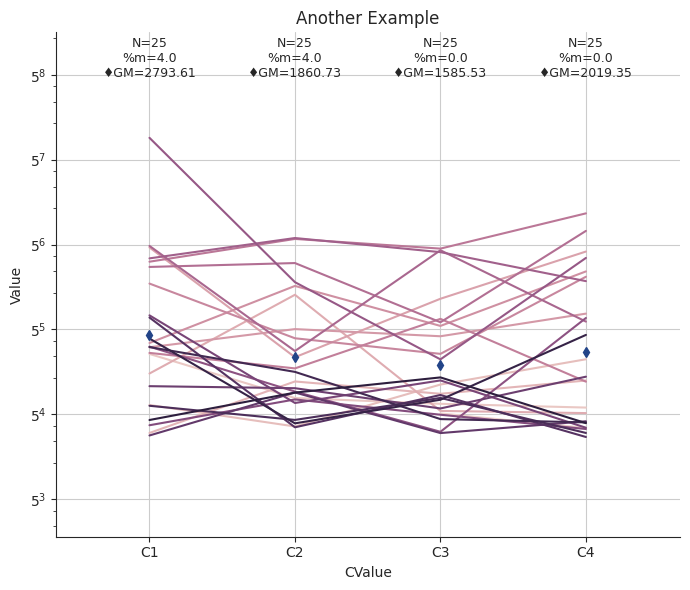 Another Example
N=25 N=25 N=25 N=25
%m=4.0 %m=4.0 %m=0.0 %m=0.0
♦GM=2793.61 ♦GM=1860.73 ♦GM=1585.53 ♦GM=2019.35
5⁸
5⁷
5⁶
5⁵
5⁴
5³
Value
C1 C2 C3 C4
CValue